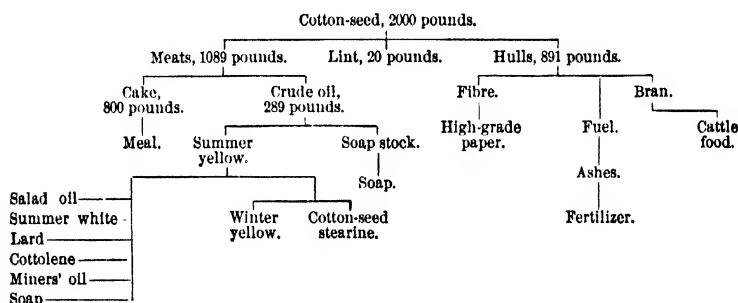 Cotton-seed, 2000 pounds.
Meats, 1089 pounds. Lint, 20 pounds. Hulls, 891 pounds.
Cake, Crude oil, Fibre. Bran.
800 pounds. 289 pounds.
Meal. Summer Soap stock. High-grade Fuel. Cattle
yellow. paper. food.
Soap. Ashes.
Salad oil
Summer white Winter Cotton-seed Fertilizer.
Lard yellow. stearine.
Cottolene
Miners' oil
Soap